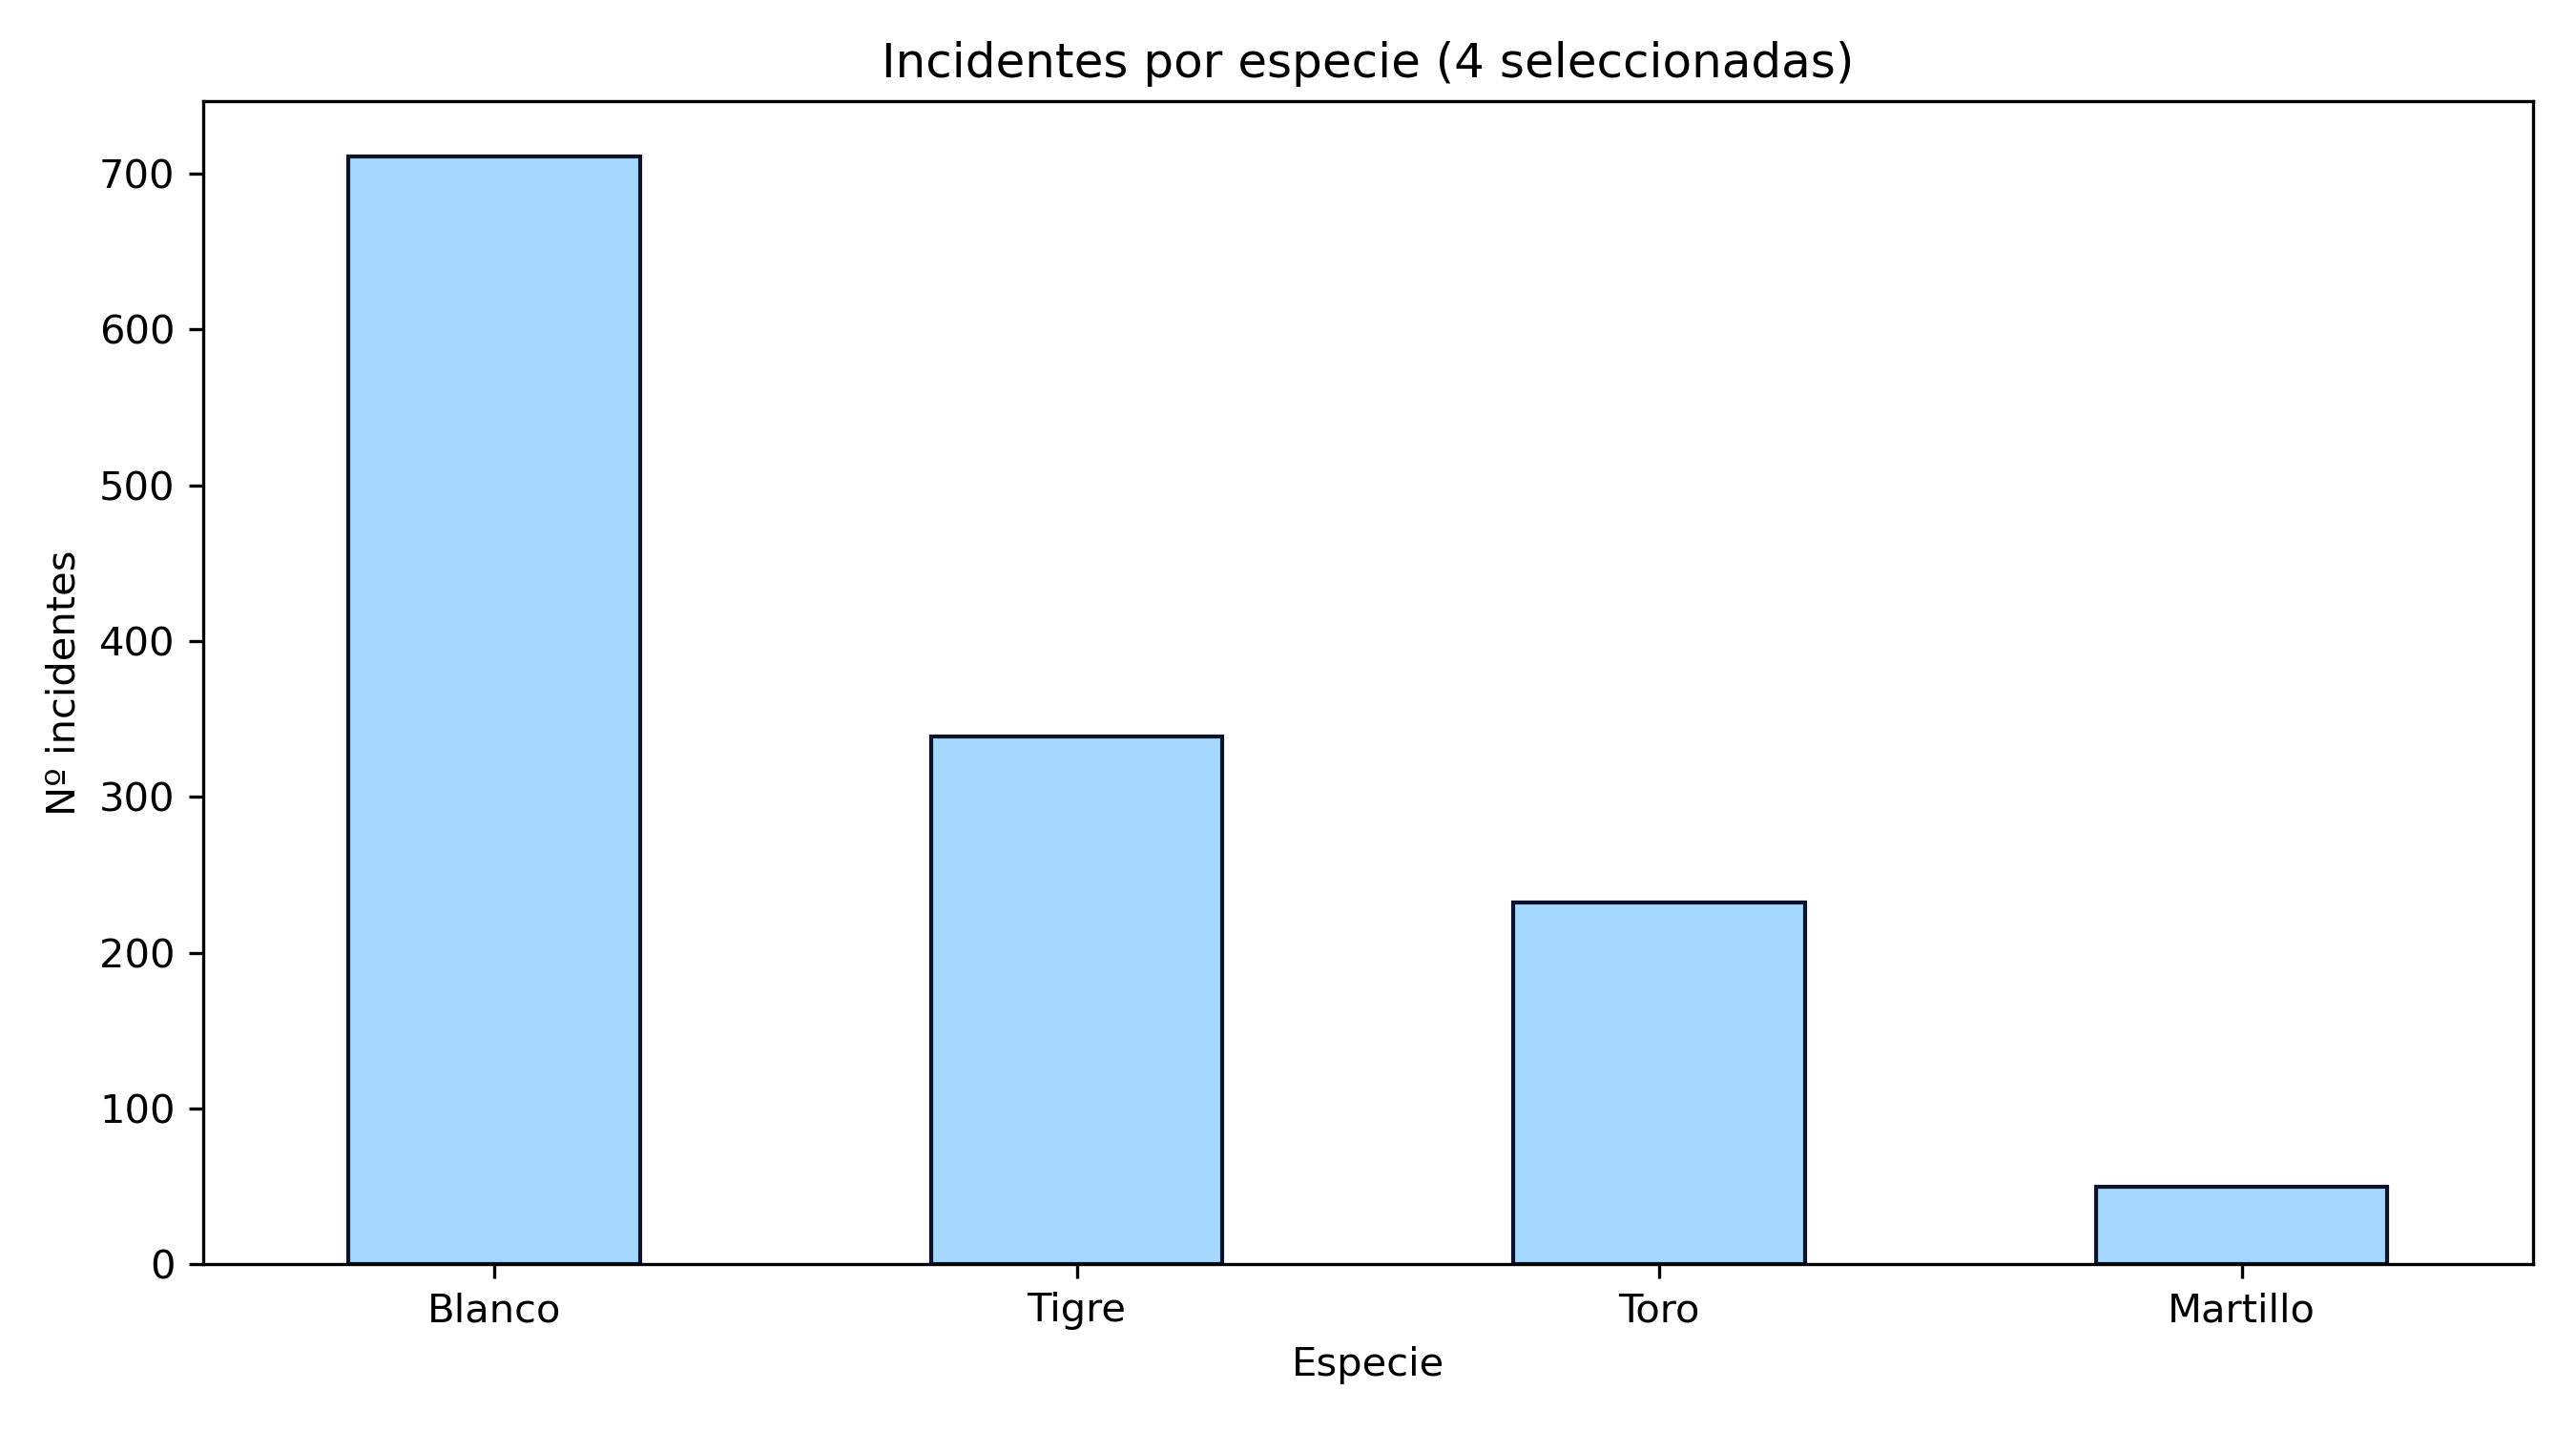 Incidentes por especie (4 seleccionadas)
Nº incidentes
700
600
500
400
300
200
100
0
Blanco Tigre Toro Martillo
Especie